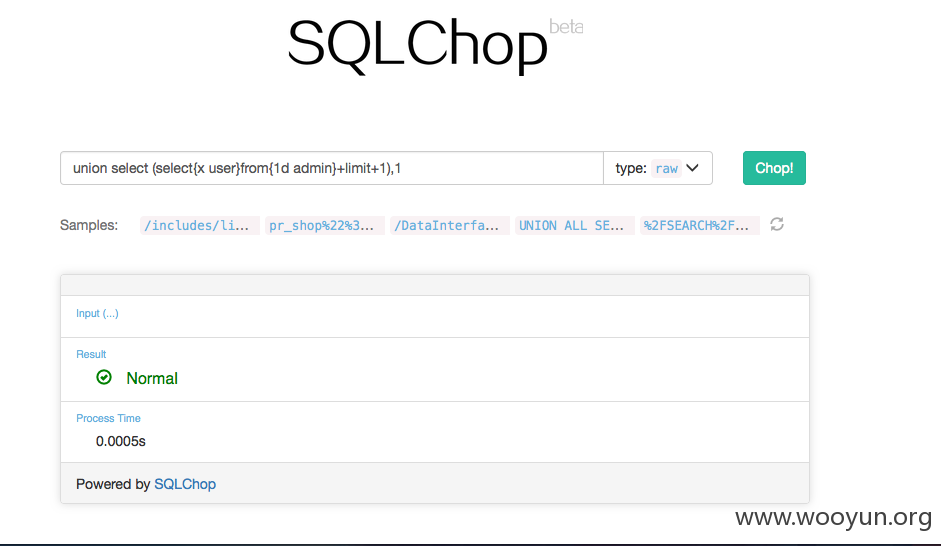 SQLChop beta
union select (select{x user}from{1d admin}+limit+1),1 type: raw Chop!
Samples: /includes/li... pr_shop%22%3... /DataInterfa... UNION ALL SE... %2FSEARCH%2F...
Input (...)
Result
Normal
Process Time
0.0005s
Powered by SQLChop
www.wooyun.org